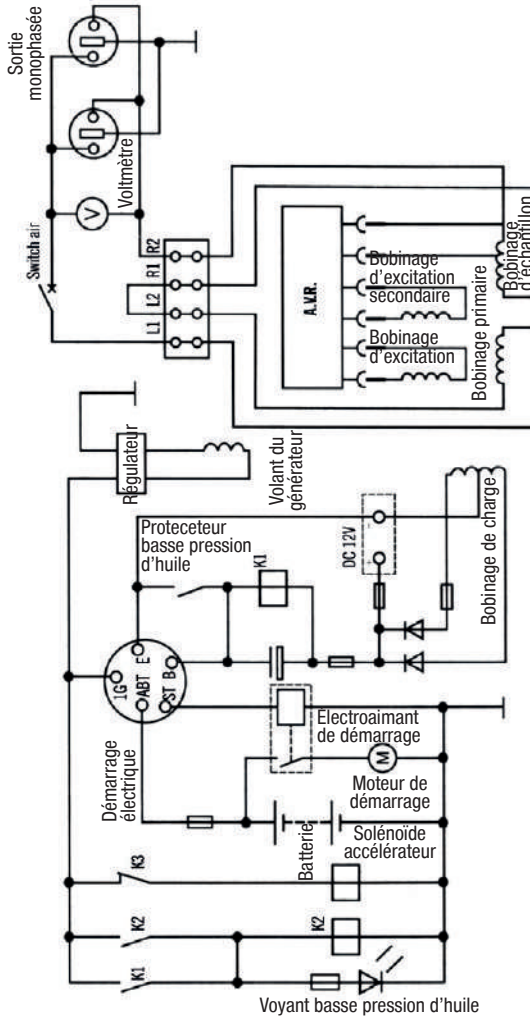 Sortie
monophasée
Voltmètre
V
Switch air
L1 L2 R1 R2
A.V.R.
Bobinage
d'excitation
secondaire
Bobinage
d'excitation
Bobinage primaire
Bobinage
d'échantillon
Régulateur
Volant du
générateur
Proteceteur
basse pression
d'huile
K1
DC 12V
+ -
Bobinage de charge
IG
ABT E
ST B
Démarrage
électrique
Électroaimant
de démarrage
M
Moteur de
démarrage
Batterie
Solénoïde
accélérateur
K3
K2
K1
K2
Voyant basse pression d'huile